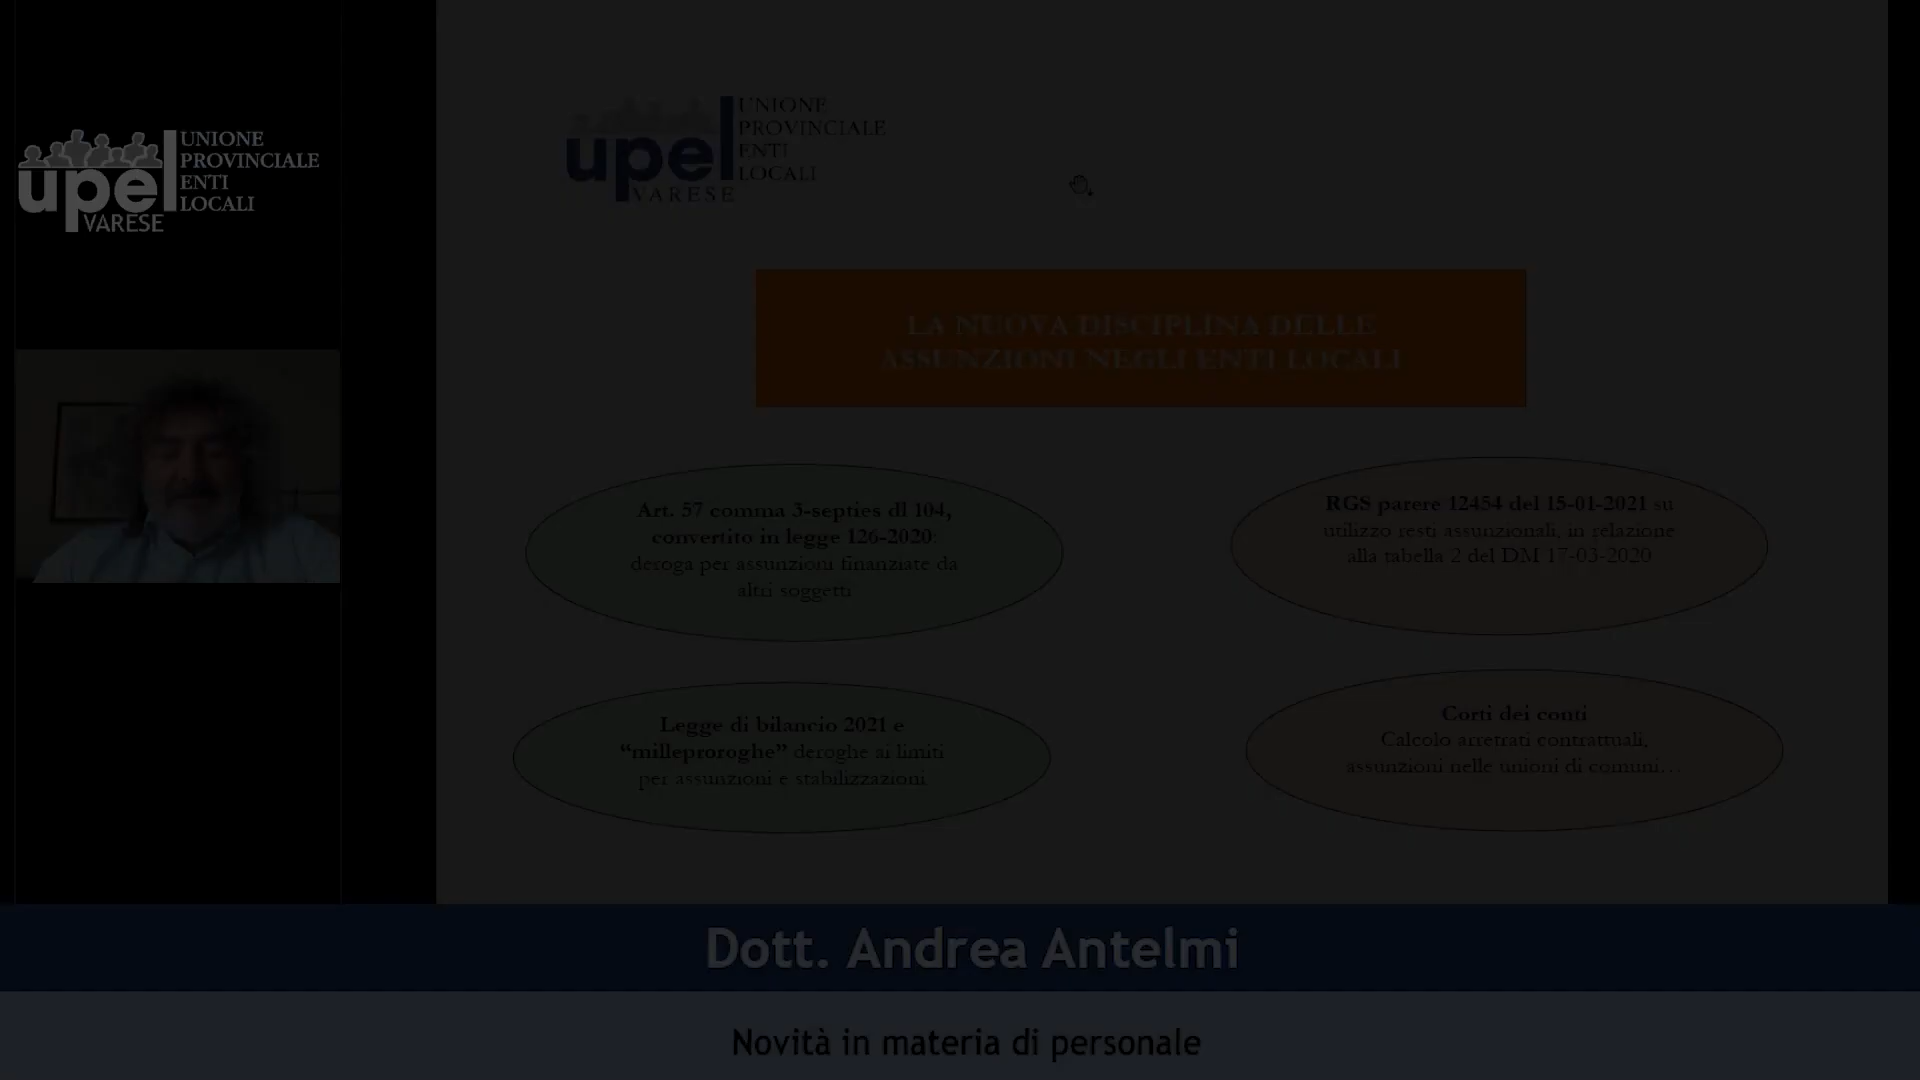 UNIONE
PROVINCIALE
ENTI
LOCALI
upel
VARESE
UNIONE
PROVINCIALE
ENTI
LOCALI
upel
VARESE
LA NUOVA DISCIPLINA DELLE
ASSUNZIONI NEGLI ENTI LOCALI
Art. 57 comma 3-septies dl 104,
convertito in legge 126-2020:
deroga per assunzioni finanziate da
altri soggetti
RGS parere 12454 del 15-01-2021 su
utilizzo resti assunzionali, in relazione
alla tabella 2 del DM 17-03-2020
Legge di bilancio 2021 e
“milleproroghe” deroghe ai limiti
per assunzioni e stabilizzazioni
Corti dei conti
Calcolo arretrati contrattuali,
assunzioni nelle unioni di comuni…
Dott. Andrea Antelmi
Novità in materia di personale